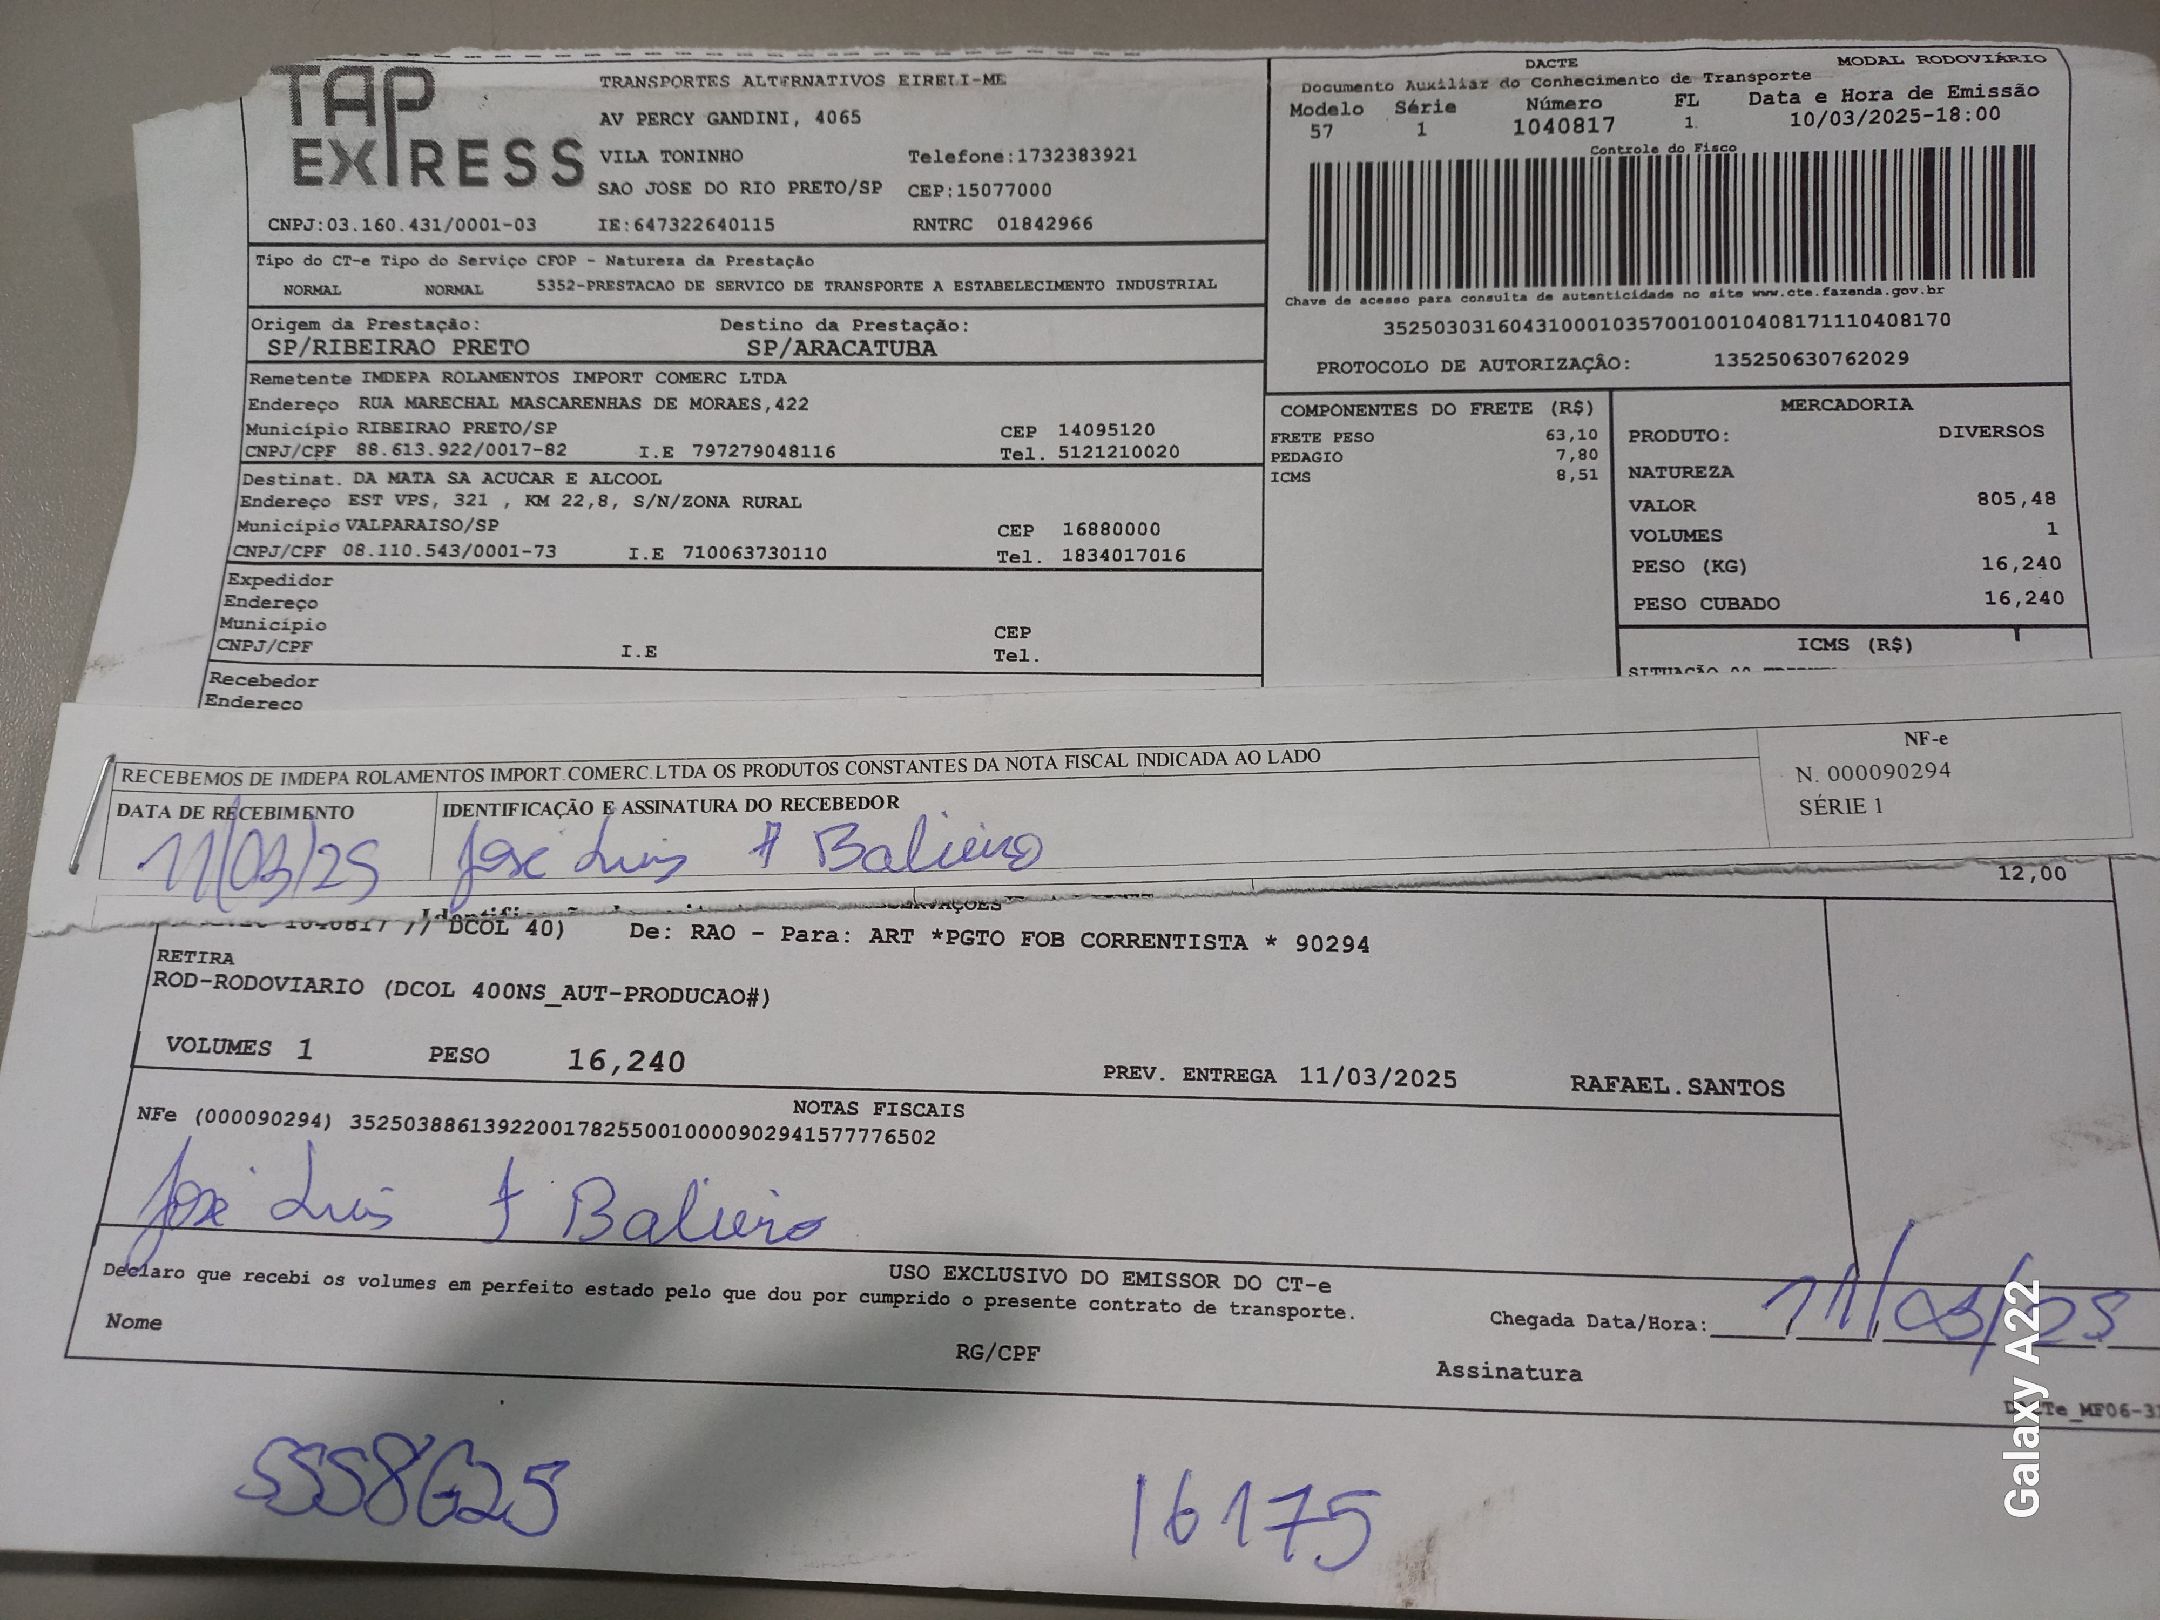 TAP EXPRESS
TRANSPORTES ALTERNATIVOS EIRELI-ME
AV PERCY GANDINI, 4065
VILA TONINHO Telefone:1732383921
SAO JOSE DO RIO PRETO/SP CEP:15077000
CNPJ:03.160.431/0001-03 IE:647322640115 RNTRC 01842966
DACTE MODAL RODOVIÁRIO
Documento Auxiliar do Conhecimento de Transporte
Modelo Série Número FL Data e Hora de Emissão
57 1 1040817 1 10/03/2025-18:00
Controle do Fisco
Chave de acesso para consulta de autenticidade no site www.cte.fazenda.gov.br
35250303160431000103570010010408171110408170
PROTOCOLO DE AUTORIZAÇÃO: 135250630762029
Tipo do CT-e Tipo do Serviço CFOP - Natureza da Prestação
NORMAL NORMAL 5352-PRESTACAO DE SERVICO DE TRANSPORTE A ESTABELECIMENTO INDUSTRIAL
Origem da Prestação: Destino da Prestação:
SP/RIBEIRAO PRETO SP/ARACATUBA
Remetente IMDEPA ROLAMENTOS IMPORT COMERC LTDA
Endereço RUA MARECHAL MASCARENHAS DE MORAES,422
Município RIBEIRAO PRETO/SP CEP 14095120
CNPJ/CPF 88.613.922/0017-82 I.E 797279048116 Tel. 5121210020
Destinat. DA MATA SA ACUCAR E ALCOOL
Endereço EST VPS, 321 , KM 22,8, S/N/ZONA RURAL
Município VALPARAISO/SP CEP 16880000
CNPJ/CPF 08.110.543/0001-73 I.E 710063730110 Tel. 1834017016
Expedidor
Endereço
Município CEP
CNPJ/CPF I.E Tel.
Recebedor
Endereco
COMPONENTES DO FRETE (R$)
FRETE PESO 63,10
PEDAGIO 7,80
ICMS 8,51
MERCADORIA
PRODUTO: DIVERSOS
NATUREZA
VALOR 805,48
VOLUMES 1
PESO (KG) 16,240
PESO CUBADO 16,240
ICMS (R$)
RECEBEMOS DE IMDEPA ROLAMENTOS IMPORT.COMERC.LTDA OS PRODUTOS CONSTANTES DA NOTA FISCAL INDICADA AO LADO
DATA DE RECEBIMENTO IDENTIFICAÇÃO E ASSINATURA DO RECEBEDOR
11/03/25 José Luis A Balieiro
NF-e
N. 000090294
SÉRIE 1
12,00
1040817 // DCOL 40) De: RAO - Para: ART *PGTO FOB CORRENTISTA * 90294
RETIRA
ROD-RODOVIARIO (DCOL 400NS_AUT-PRODUCAO#)
VOLUMES 1 PESO 16,240 PREV. ENTREGA 11/03/2025 RAFAEL.SANTOS
NOTAS FISCAIS
NFe (000090294) 35250388613922001782550010000902941577776502
José Luis A Balieiro
USO EXCLUSIVO DO EMISSOR DO CT-e
Declaro que recebi os volumes em perfeito estado pelo que dou por cumprido o presente contrato de transporte.
Nome RG/CPF Chegada Data/Hora: 11/03/25
Assinatura
5558625
16175
Galaxy A22